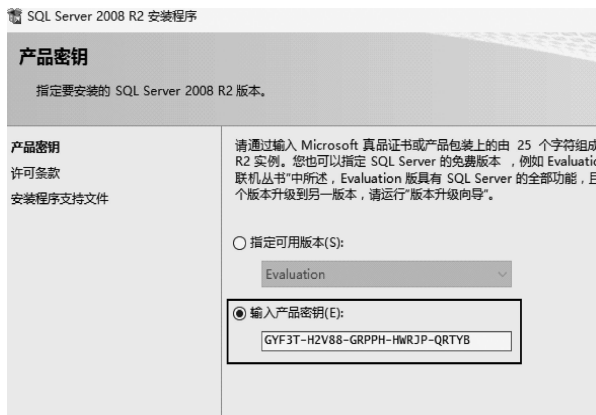 SQL Server 2008 R2 安装程序
产品密钥
指定要安装的 SQL Server 2008 R2 版本。
产品密钥
许可条款
安装程序支持文件
请通过输入 Microsoft 真品证书或产品包装上的由 25 个字符组成
R2 实例。您也可以指定 SQL Server 的免费版本 ,例如 Evaluatio
联机丛书"中所述,Evaluation 版具有 SQL Server 的全部功能,且
个版本升级到另一版本,请运行"版本升级向导"。
指定可用版本(S):
Evaluation
输入产品密钥(E):
GYF3T-H2V88-GRPPH-HWRJP-QRTYB